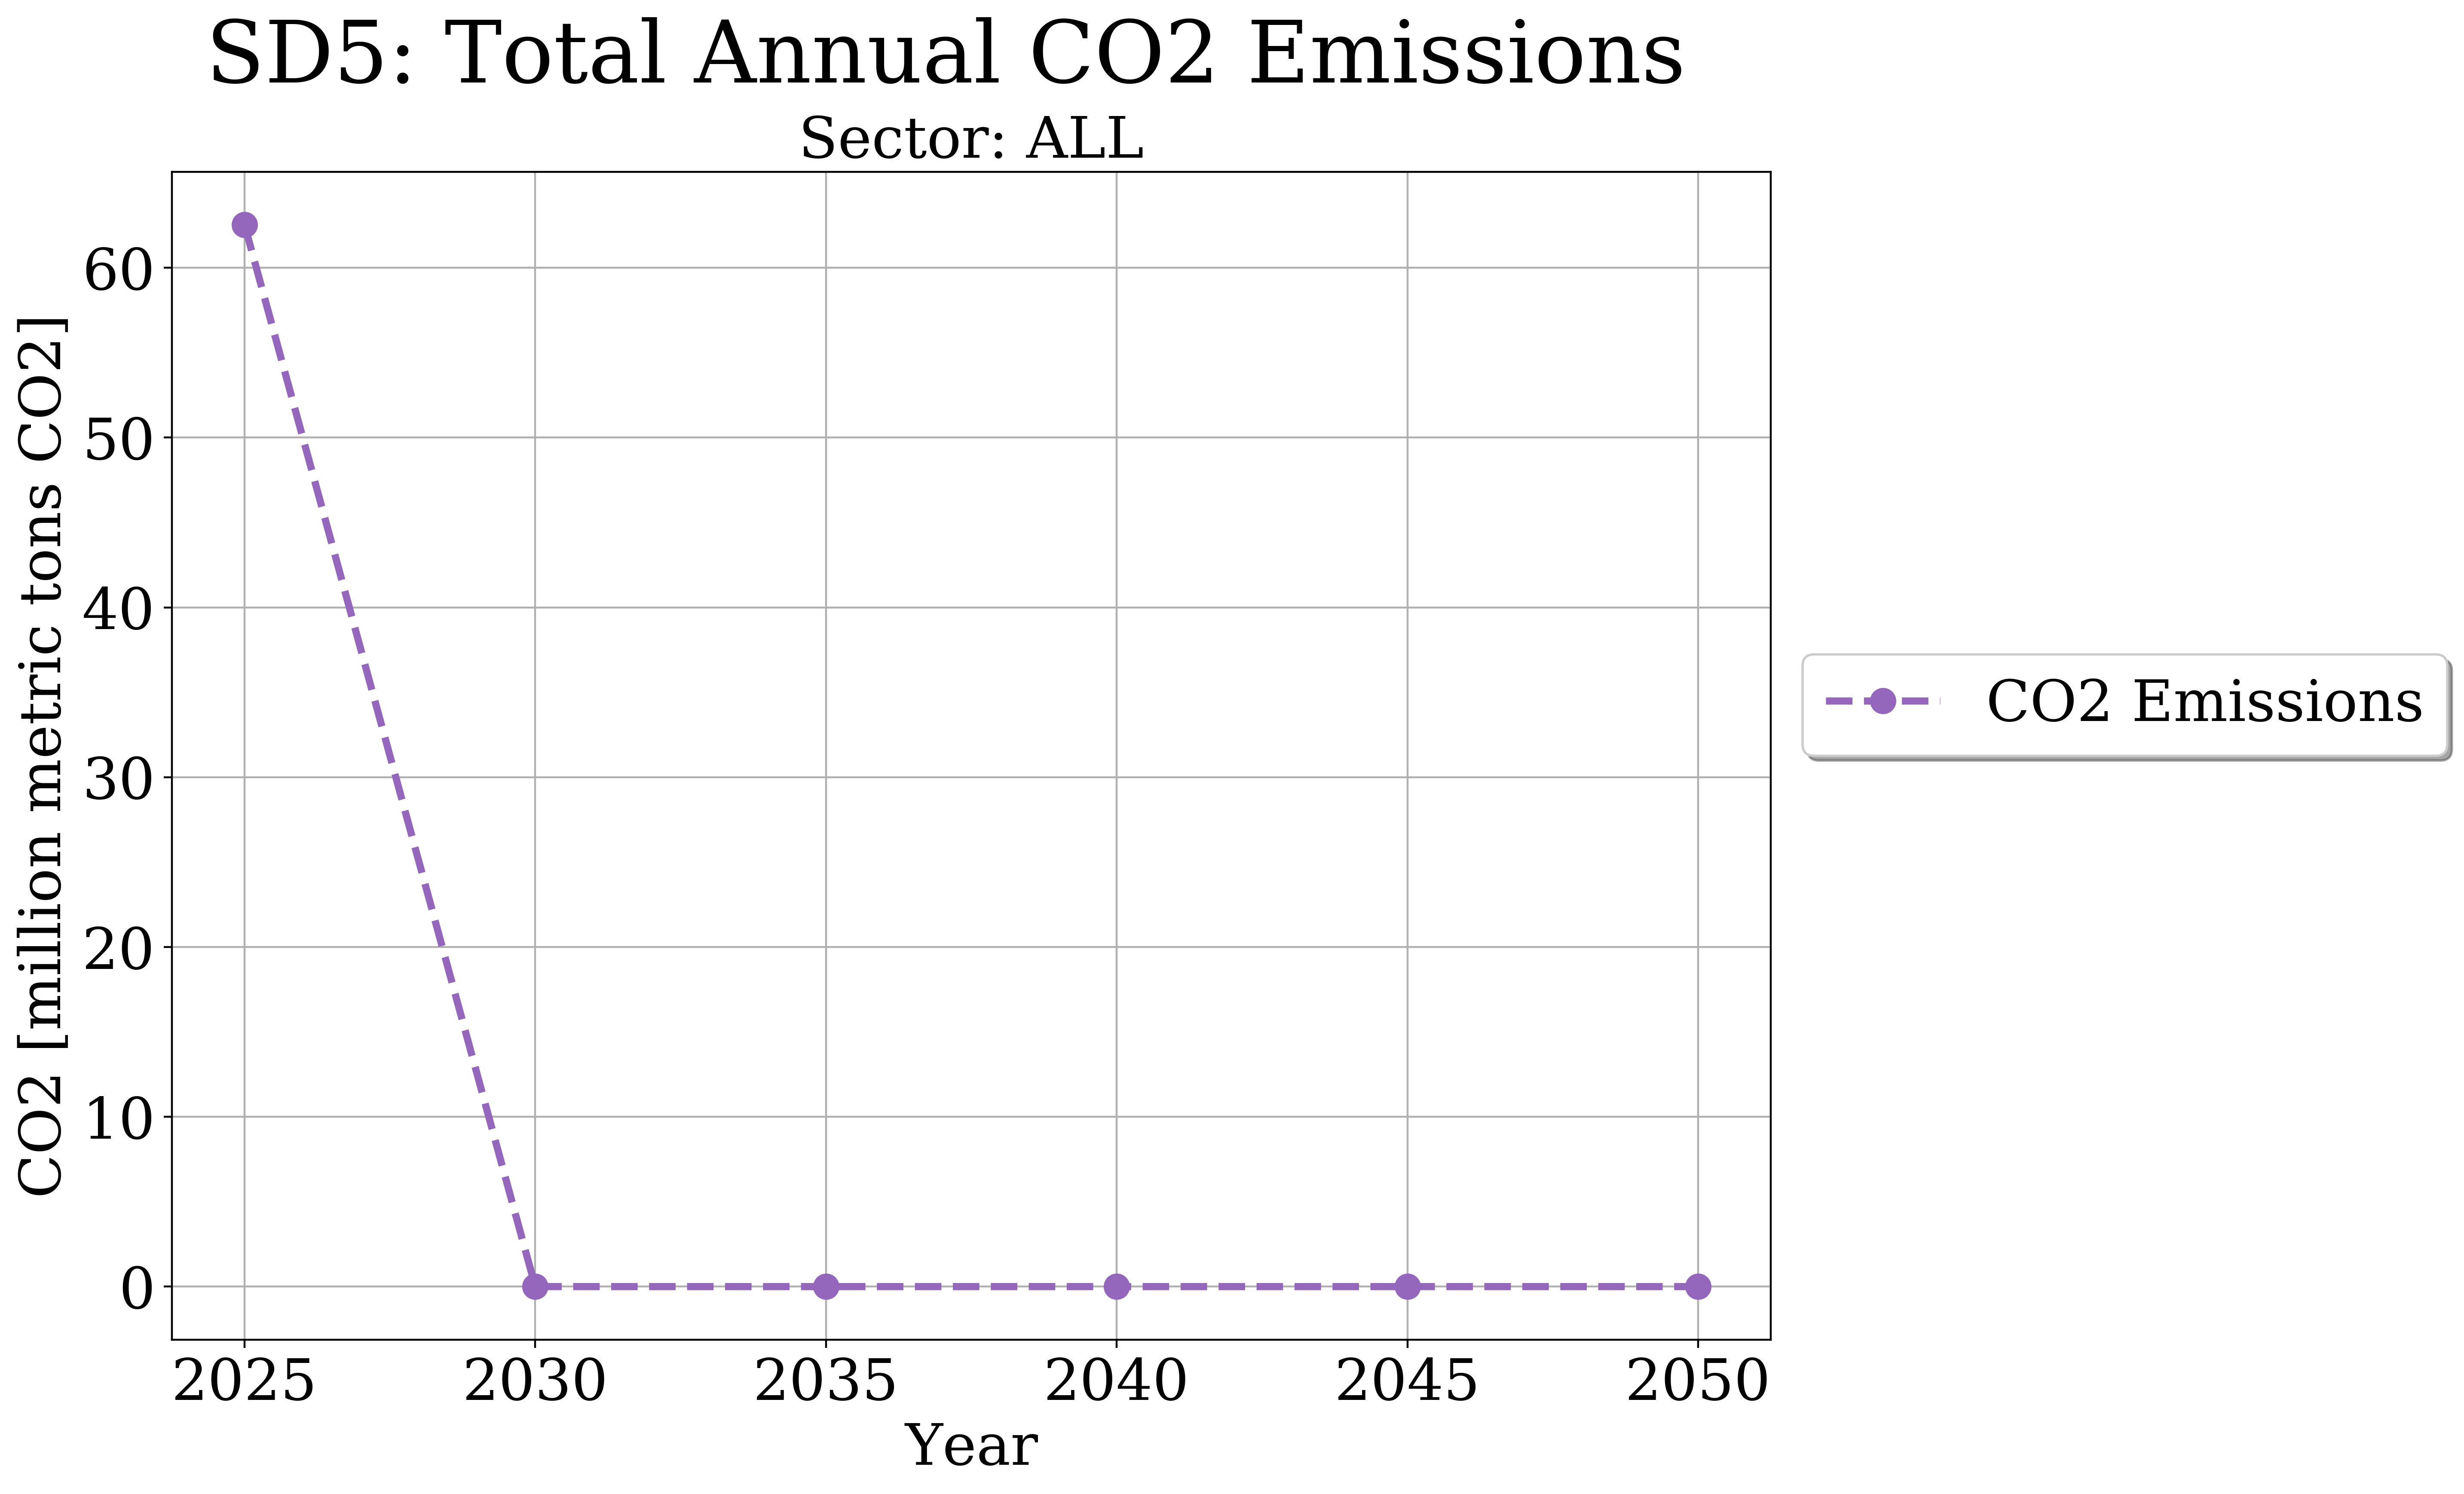 SD5: Total Annual CO2 Emissions
Sector: ALL
CO2 [million metric tons CO2]
60
50
40
30
20
10
0
2025 2030 2035 2040 2045 2050
Year
CO2 Emissions